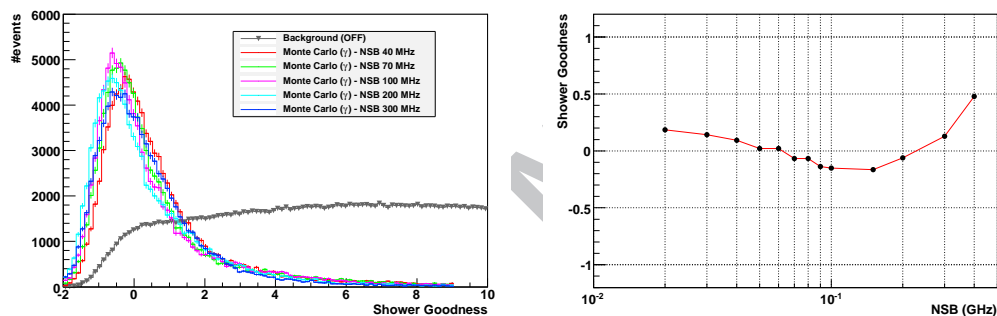 #events
6000
5000
4000
3000
2000
1000
0
-2
0
2
4
6
8
10
Shower Goodness
Background (OFF)
Monte Carlo (γ) - NSB 40 MHz
Monte Carlo (γ) - NSB 70 MHz
Monte Carlo (γ) - NSB 100 MHz
Monte Carlo (γ) - NSB 200 MHz
Monte Carlo (γ) - NSB 300 MHz
Shower Goodness
1
0.5
0
-0.5
-1
10-2
10-1
NSB (GHz)